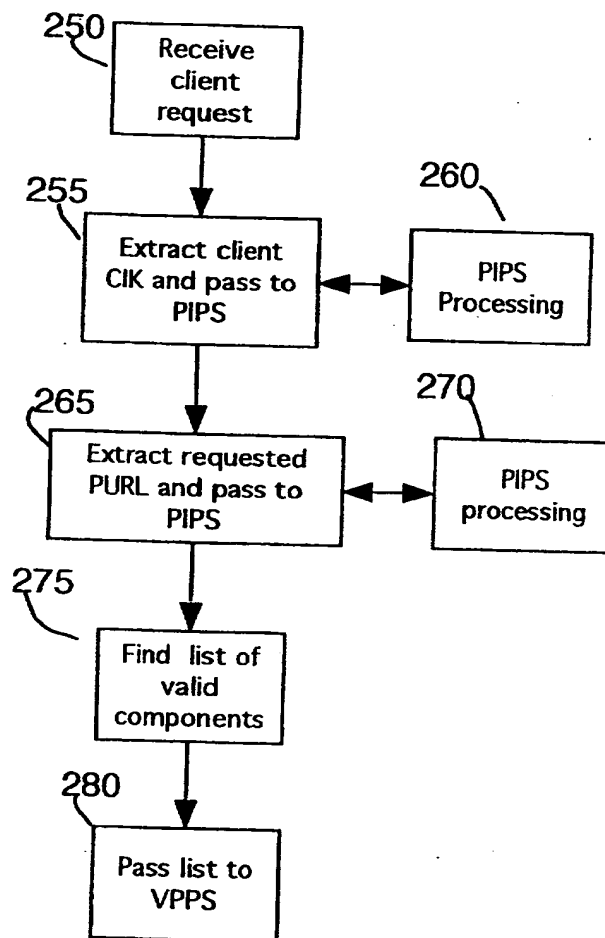 250
Receive
client
request
255
Extract client
CIK and pass to
PIPS
260
PIPS
Processing
265
Extract requested
PURL and pass to
PIPS
270
PIPS
processing
275
Find list of
valid
components
280
Pass list to
VPPS